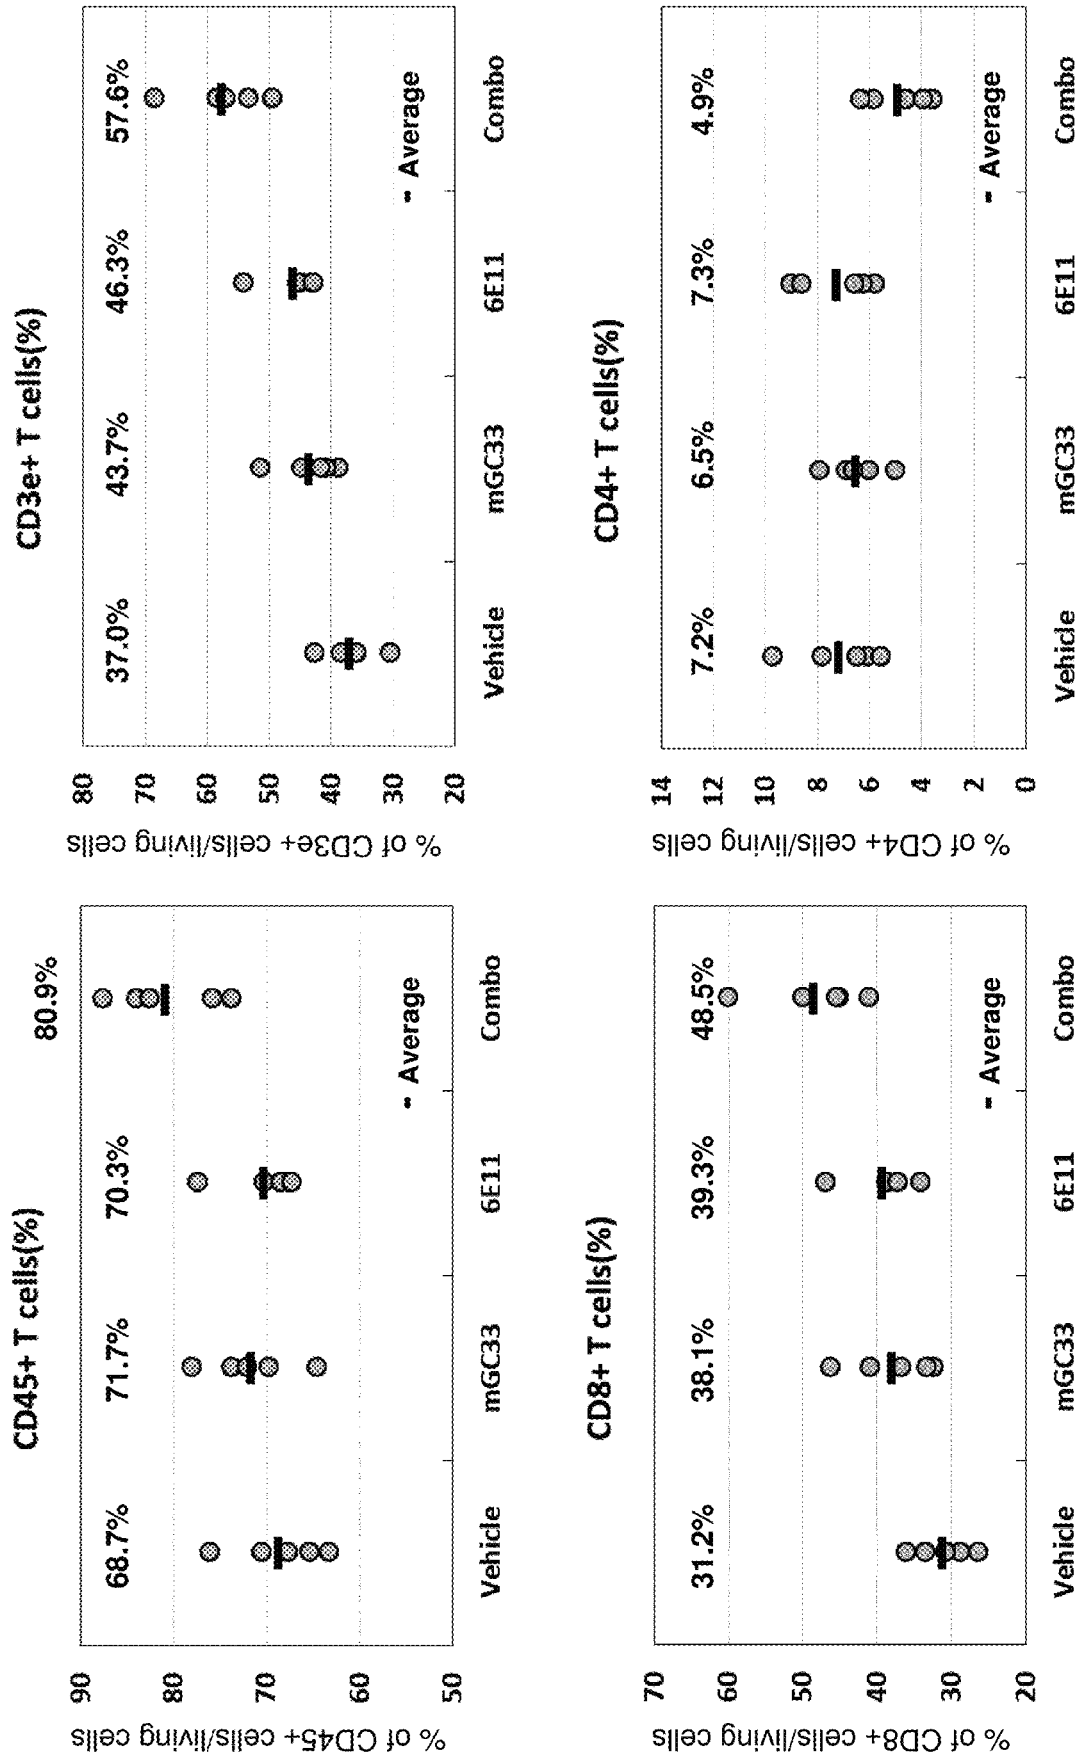 CD45+ T cells(%)
% of CD45+ cells/living cells
90
80
70
60
50
68.7%
71.7%
70.3%
80.9%
Average
Vehicle
mGC33
6E11
Combo
CD3e+ T cells(%)
% of CD3e+ cells/living cells
80
70
60
50
40
30
20
37.0%
43.7%
46.3%
57.6%
Average
Vehicle
mGC33
6E11
Combo
CD8+ T cells(%)
% of CD8+ cells/living cells
70
60
50
40
30
20
31.2%
38.1%
39.3%
48.5%
Average
Vehicle
mGC33
6E11
Combo
CD4+ T cells(%)
% of CD4+ cells/living cells
14
12
10
8
6
4
2
0
7.2%
6.5%
7.3%
4.9%
Average
Vehicle
mGC33
6E11
Combo